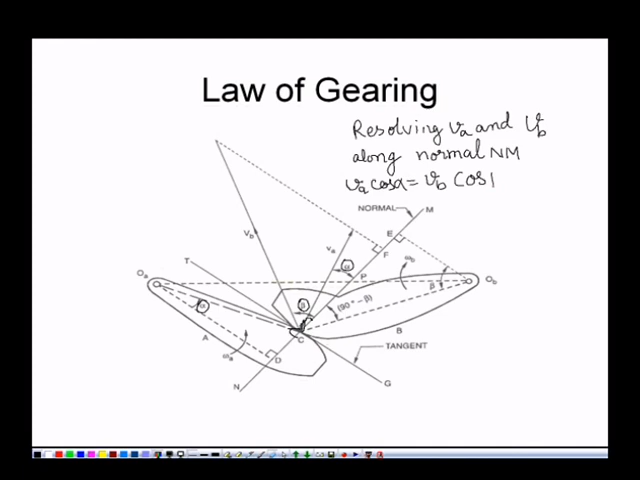 Law of Gearing
Resolving va and vb
along normal NM
va cosα = vb cos
NORMAL
M
E
F
VB
va
α
P
T
Oa
ωb
Ob
β
β
(90° - β)
α
B
C
A
ωa
D
TANGENT
N
G